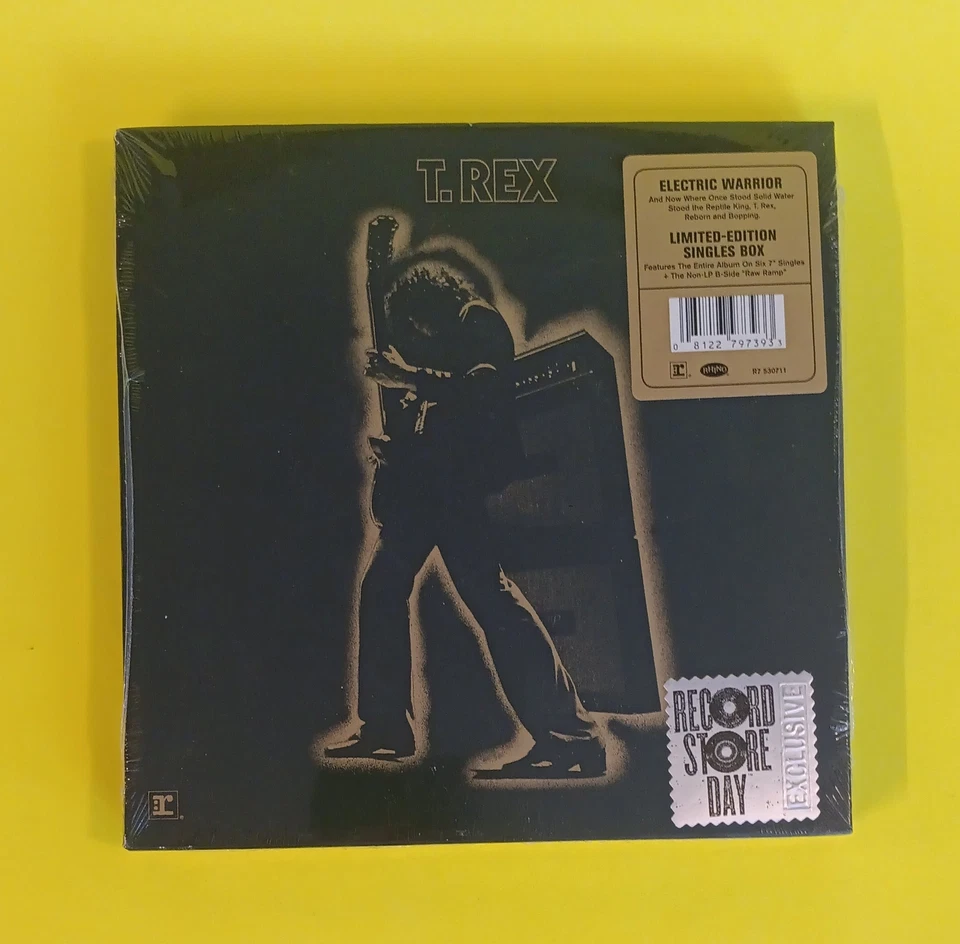 T. REX
ELECTRIC WARRIOR
And Now Where Once Stood Solid Water
Stood the Reptile King, T. Rex,
Reborn and Bopping.
LIMITED-EDITION
SINGLES BOX
Features The Entire Album On Six 7" Singles
+ The Non-LP B-Side "Raw Ramp"
0 8122 79739 3 1
r® RHINO R7 530711
RECORD
STORE
DAY
EXCLUSIVE
r®